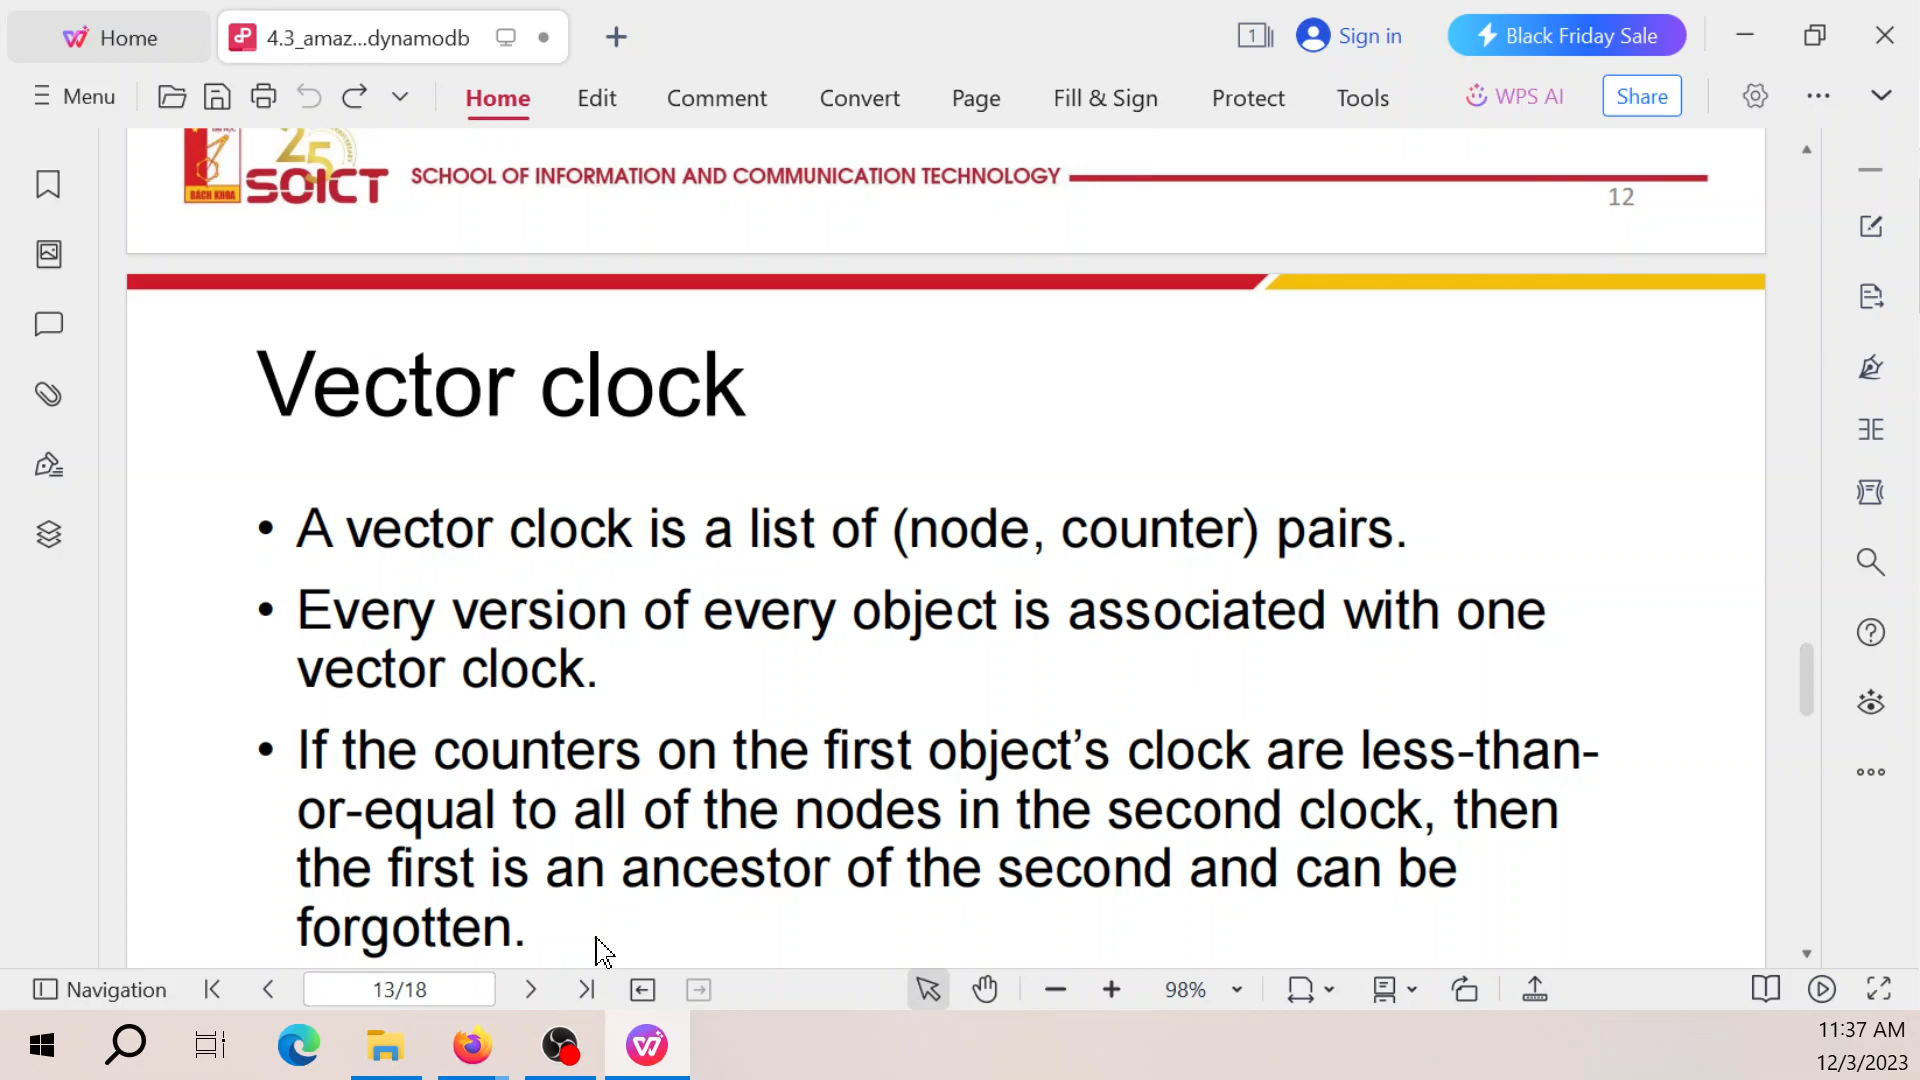 Home
4.3_amaz...dynamodb
1
Sign in
Black Friday Sale
Menu
Home
Edit
Comment
Convert
Page
Fill & Sign
Protect
Tools
WPS AI
Share
25
BÁCH KHOA
SOICT
SCHOOL OF INFORMATION AND COMMUNICATION TECHNOLOGY
12
Vector clock
• A vector clock is a list of (node, counter) pairs.
• Every version of every object is associated with one
vector clock.
• If the counters on the first object’s clock are less-than-
or-equal to all of the nodes in the second clock, then
the first is an ancestor of the second and can be
forgotten.
Navigation
13/18
98%
11:37 AM
12/3/2023